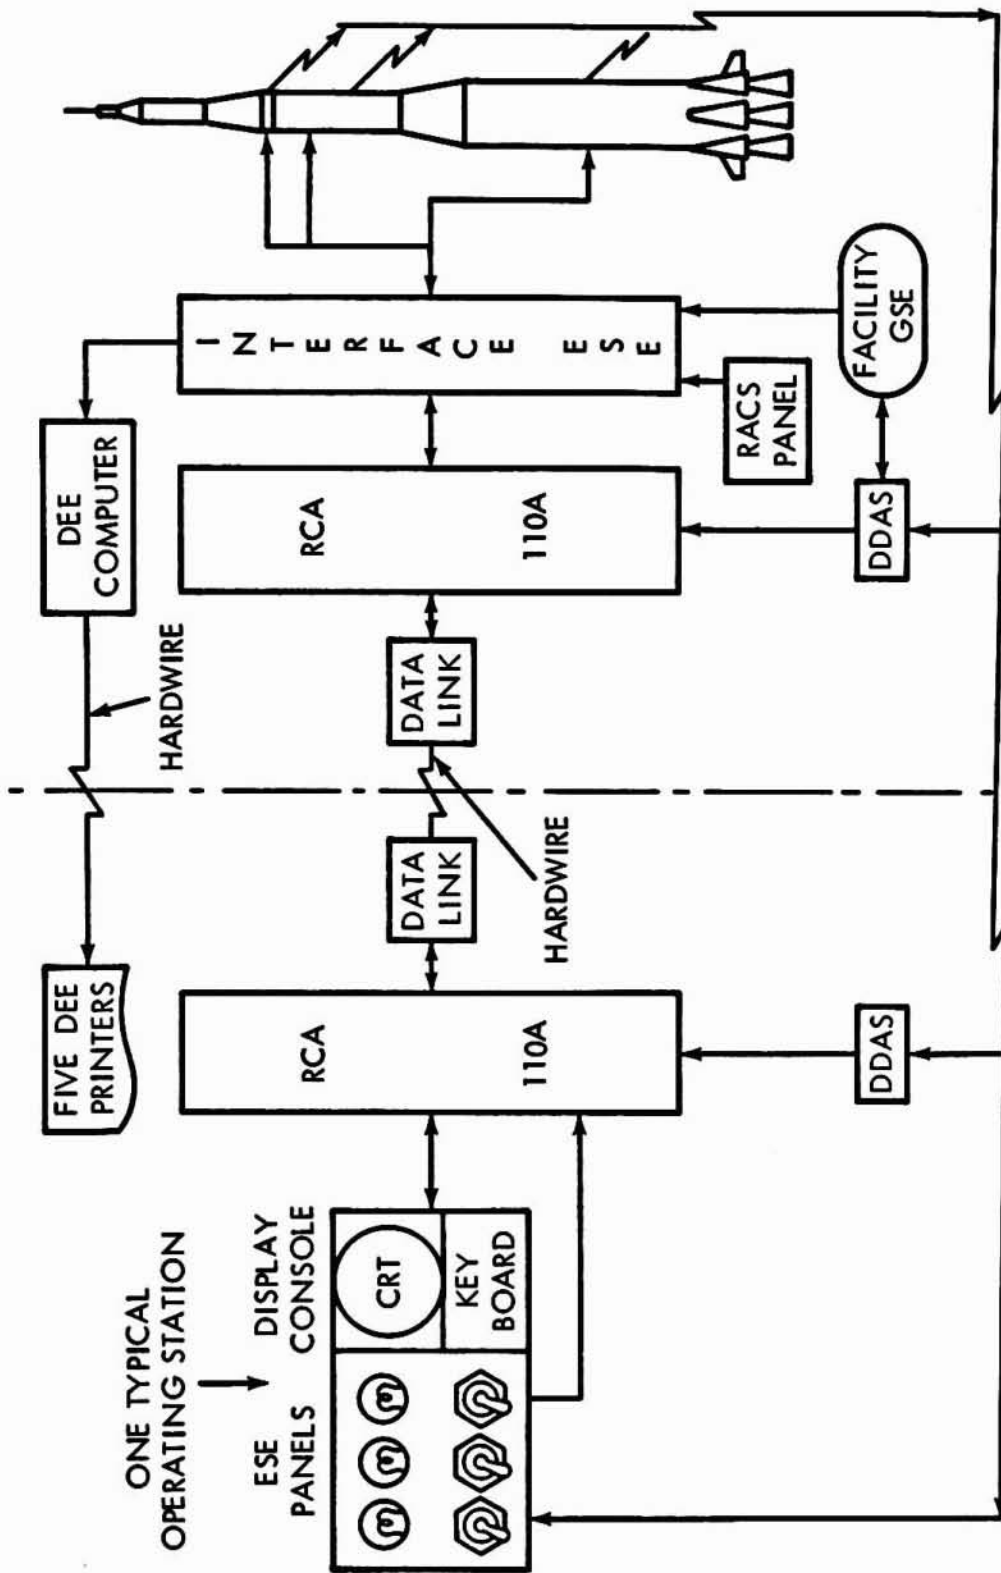 ONE TYPICAL
OPERATING STATION
ESE
PANELS
DISPLAY
CONSOLE
CRT
KEY
BOARD
FIVE DEE
PRINTERS
RCA
110A
DDAS
DATA
LINK
HARDWIRE
HARDWIRE
DATA
LINK
DEE
COMPUTER
RCA
110A
DDAS
INTERFACE ESE
RACS
PANEL
FACILITY
GSE